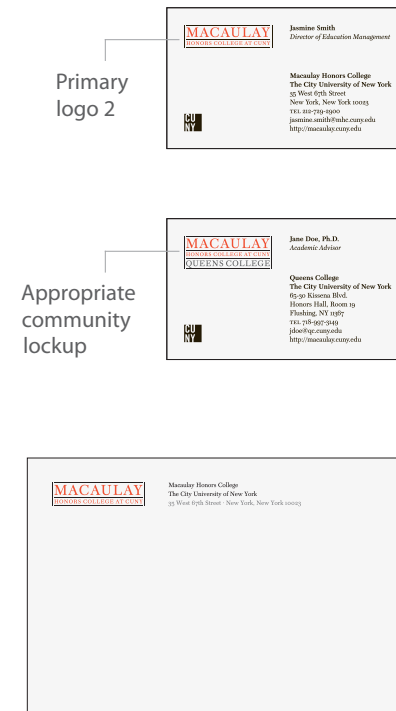 MACAULAY
HONORS COLLEGE AT CUNY
Jasmine Smith
Director of Education Management
Primary
logo 2
Macaulay Honors College
The City University of New York
35 West 67th Street
New York, New York 10023
TEL 212-729-2900
jasmine.smith@mhc.cuny.edu
http://macaulay.cuny.edu
CU
NY
MACAULAY
HONORS COLLEGE AT CUNY
QUEENS COLLEGE
Jane Doe, Ph.D.
Academic Advisor
Appropriate
community
lockup
Queens College
The City University of New York
65-30 Kissena Blvd.
Honors Hall, Room 19
Flushing, NY 11367
TEL 718-997-3149
jdoe@qc.cuny.edu
http://macaulay.cuny.edu
CU
NY
MACAULAY
HONORS COLLEGE AT CUNY
Macaulay Honors College
The City University of New York
35 West 67th Street · New York, New York 10023